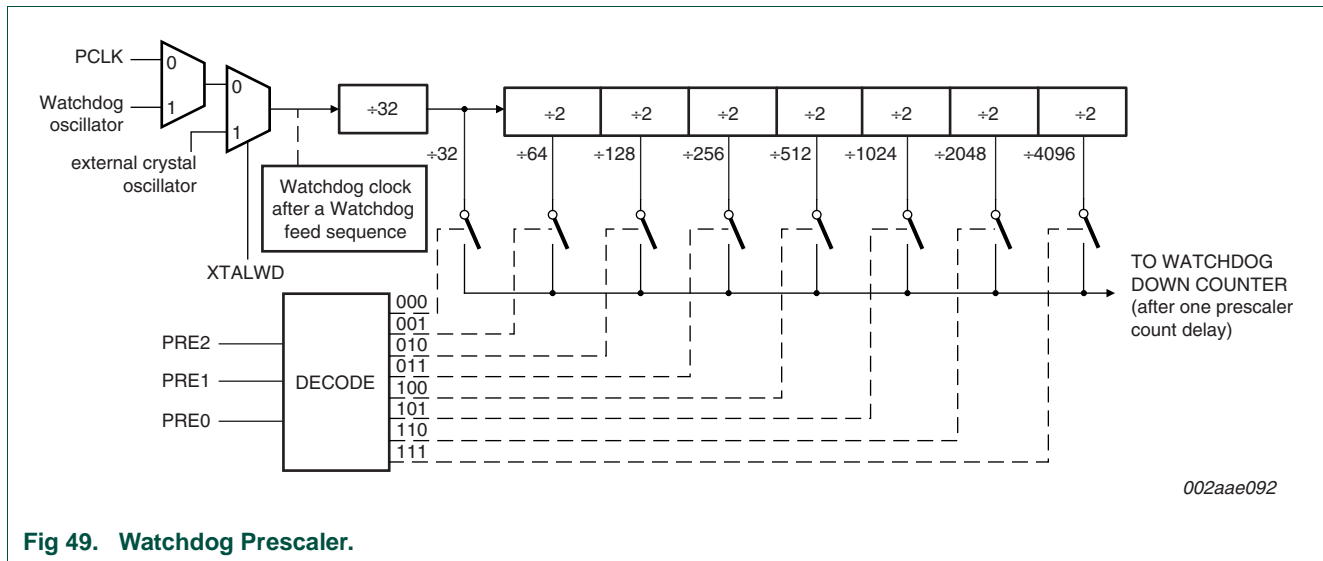 PCLK
0
1
Watchdog
oscillator
0
1
external crystal
oscillator
XTALWD
÷32
Watchdog clock
after a Watchdog
feed sequence
÷2
÷2
÷2
÷2
÷2
÷2
÷2
÷32
÷64
÷128
÷256
÷512
÷1024
÷2048
÷4096
TO WATCHDOG
DOWN COUNTER
(after one prescaler
count delay)
PRE2
PRE1
PRE0
DECODE
000
001
010
011
100
101
110
111
002aae092
Fig 49. Watchdog Prescaler.